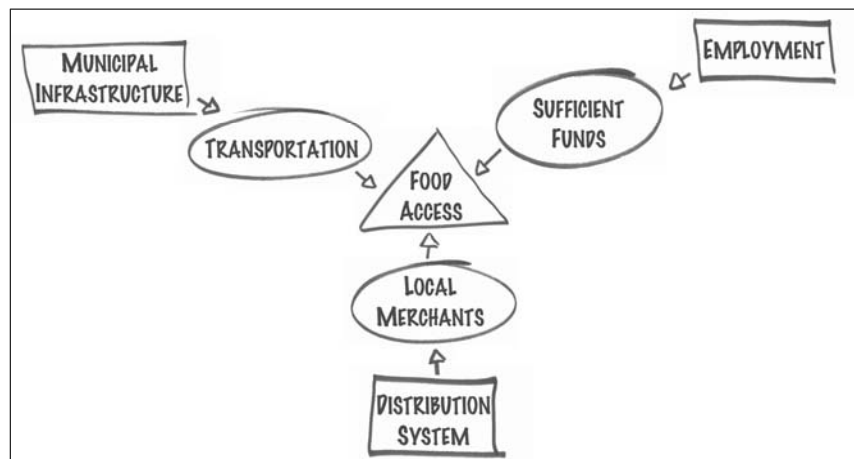 MUNICIPAL
INFRASTRUCTURE
EMPLOYMENT
SUFFICIENT
FUNDS
TRANSPORTATION
FOOD
ACCESS
LOCAL
MERCHANTS
DISTRIBUTION
SYSTEM